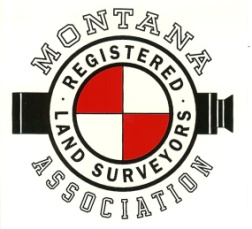 MONTANA
REGISTERED
LAND SURVEYORS
ASSOCIATION